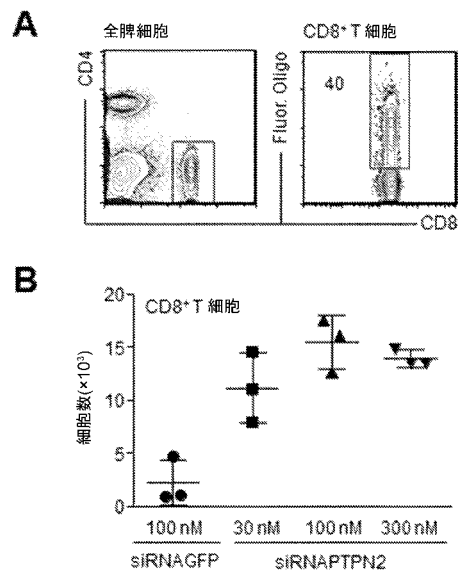 A
全脾細胞
CD8⁺ T 細胞
CD4
Fluor. Oligo
40
CD8
B
CD8⁺ T 細胞
細胞数(×10³)
20
15
10
5
0
100 nM
30 nM
100 nM
300 nM
siRNAGFP
siRNAPTPN2